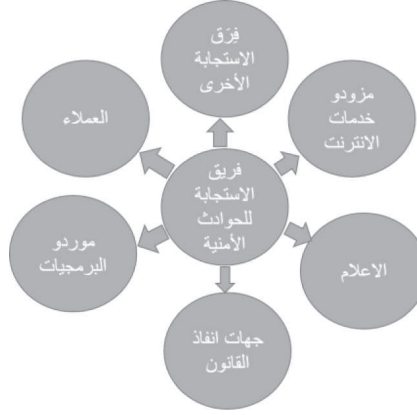 فِرَق
الاستجابة
الأخرى
مزودو
خدمات
الانترنت
العملاء
فريق
الاستجابة
للحوادث
الأمنية
موردو
البرمجيات
الاعلام
جهات انفاذ
القانون